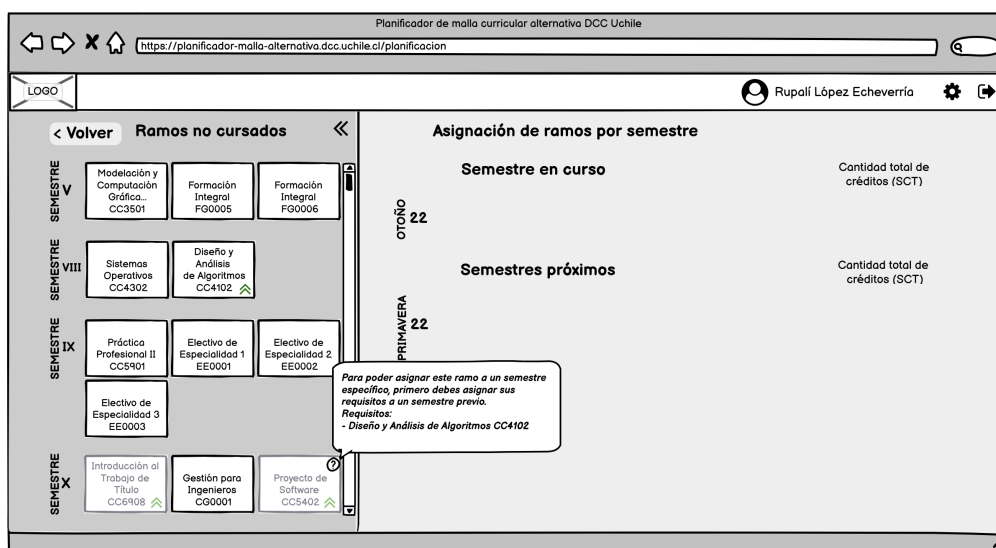 Planificador de malla curricular alternativa DCC Uchile
https://planificador-malla-alternativa.dcc.uchile.cl/planificacion
LOGO
Rupalí López Echeverría
< Volver
Ramos no cursados
SEMESTRE
V
Modelación y
Computación
Gráfica...
CC3501
Formación
Integral
FG0005
Formación
Integral
FG0006
SEMESTRE
VIII
Sistemas
Operativos
CC4302
Diseño y
Análisis
de Algoritmos
CC4102
SEMESTRE
IX
Práctica
Profesional II
CC5901
Electivo de
Especialidad 1
EE0001
Electivo de
Especialidad 2
EE0002
Electivo de
Especialidad 3
EE0003
SEMESTRE
X
Introducción al
Trabajo de
Título
CC6908
Gestión para
Ingenieros
CG0001
Proyecto de
Software
CC5402
?
Asignación de ramos por semestre
Semestre en curso
Cantidad total de
créditos (SCT)
OTOÑO
22
Semestres próximos
Cantidad total de
créditos (SCT)
PRIMAVERA
22
Para poder asignar este ramo a un semestre
específico, primero debes asignar sus
requisitos a un semestre previo.
Requisitos:
- Diseño y Análisis de Algoritmos CC4102